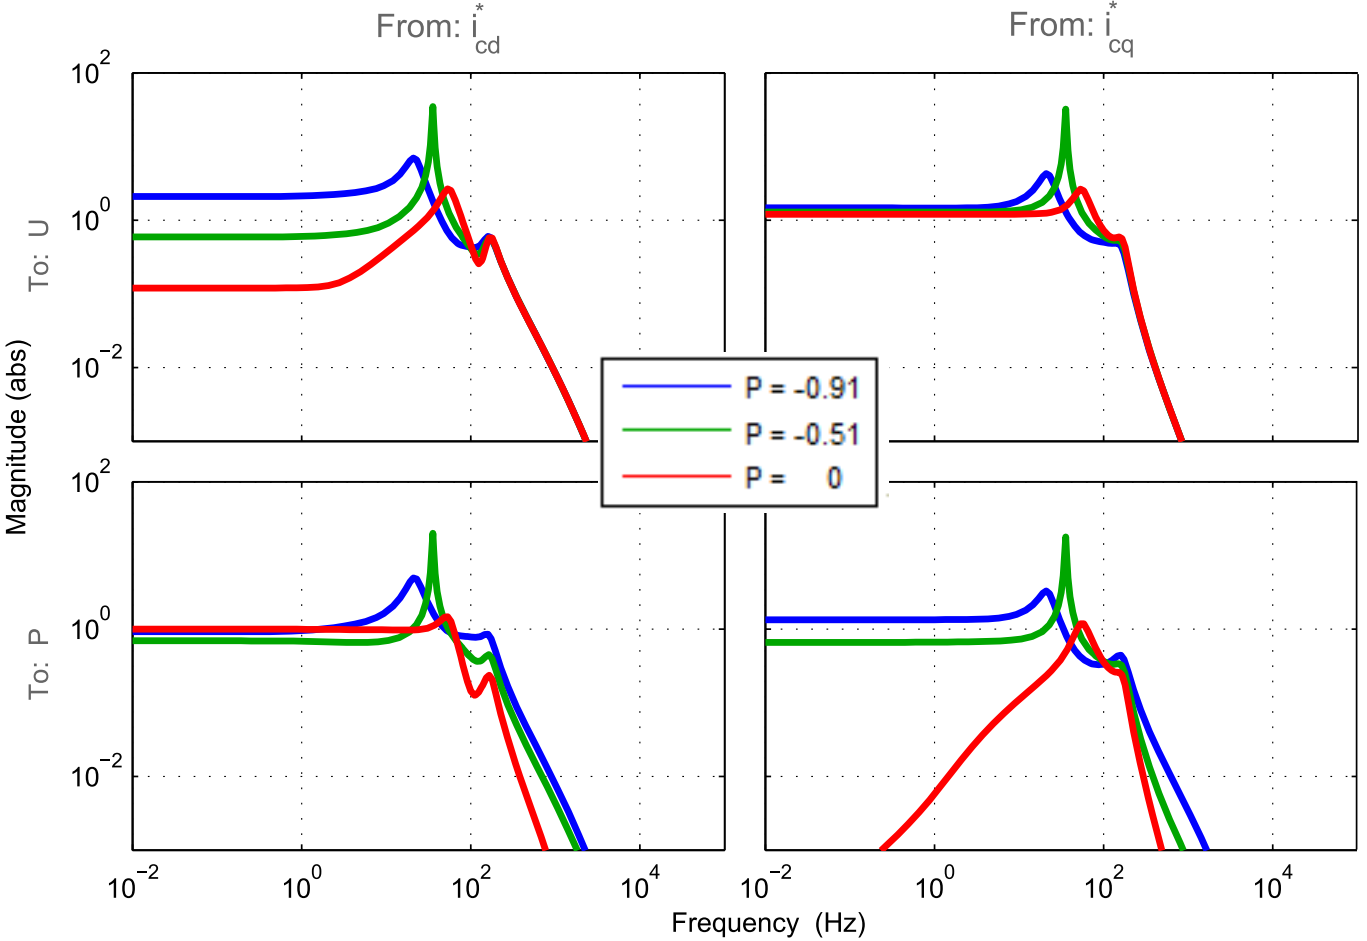 From: i*cd
From: i*cq
10^2
10^0
10^−2
To: U
Magnitude (abs)
P = -0.91
P = -0.51
P = 0
10^2
10^0
10^−2
To: P
10^−2
10^0
10^2
10^4
10^−2
10^0
10^2
10^4
Frequency (Hz)